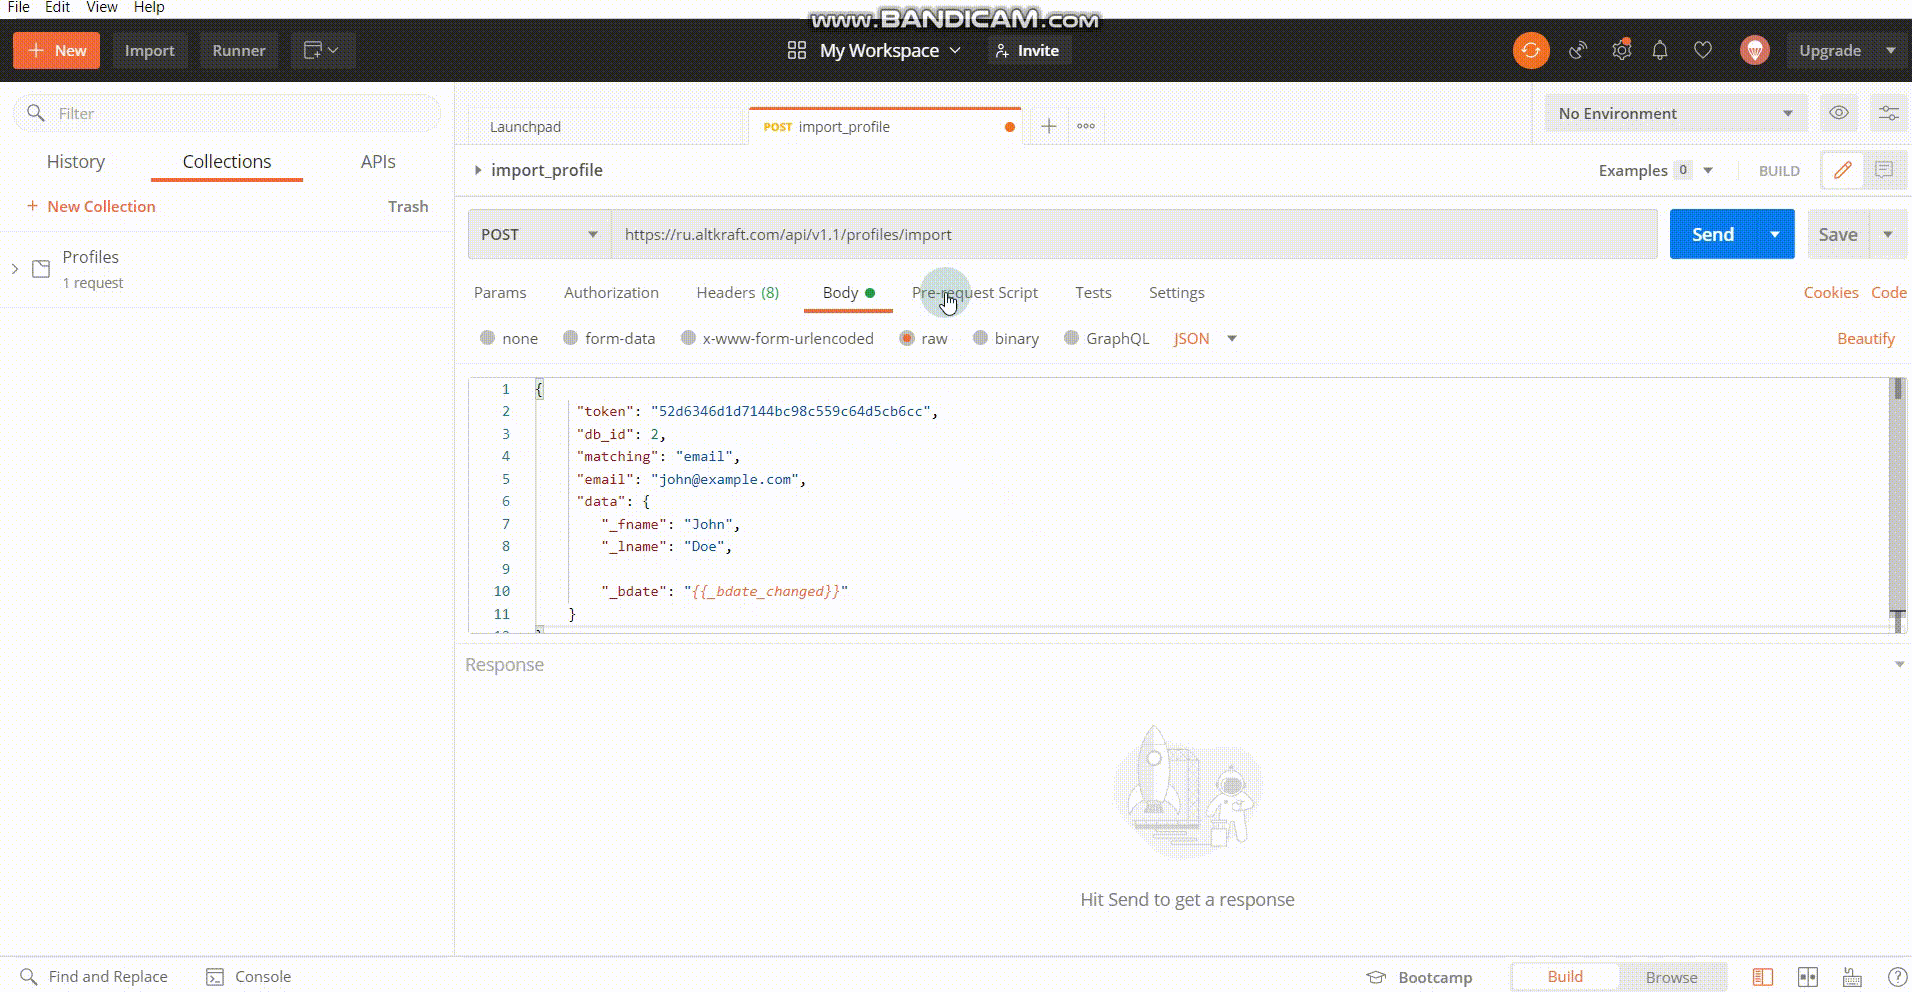 File Edit View Help
www.BANDICAM.com
New Import Runner My Workspace Invite Upgrade
Filter
Launchpad POST import_profile No Environment
History Collections APIs
import_profile Examples 0 BUILD
+ New Collection Trash
POST https://ru.altkraft.com/api/v1.1/profiles/import Send Save
Profiles
1 request
Params Authorization Headers (8) Body Pre-request Script Tests Settings Cookies Code
none form-data x-www-form-urlencoded raw binary GraphQL JSON Beautify
1 {
2 "token": "52d6346d1d7144bc98c559c64d5cb6cc",
3 "db_id": 2,
4 "matching": "email",
5 "email": "john@example.com",
6 "data": {
7 "_fname": "John",
8 "_lname": "Doe",
9
10 "_bdate": "{{_bdate_changed}}"
11 }
Response
Hit Send to get a response
Find and Replace Console Bootcamp Build Browse